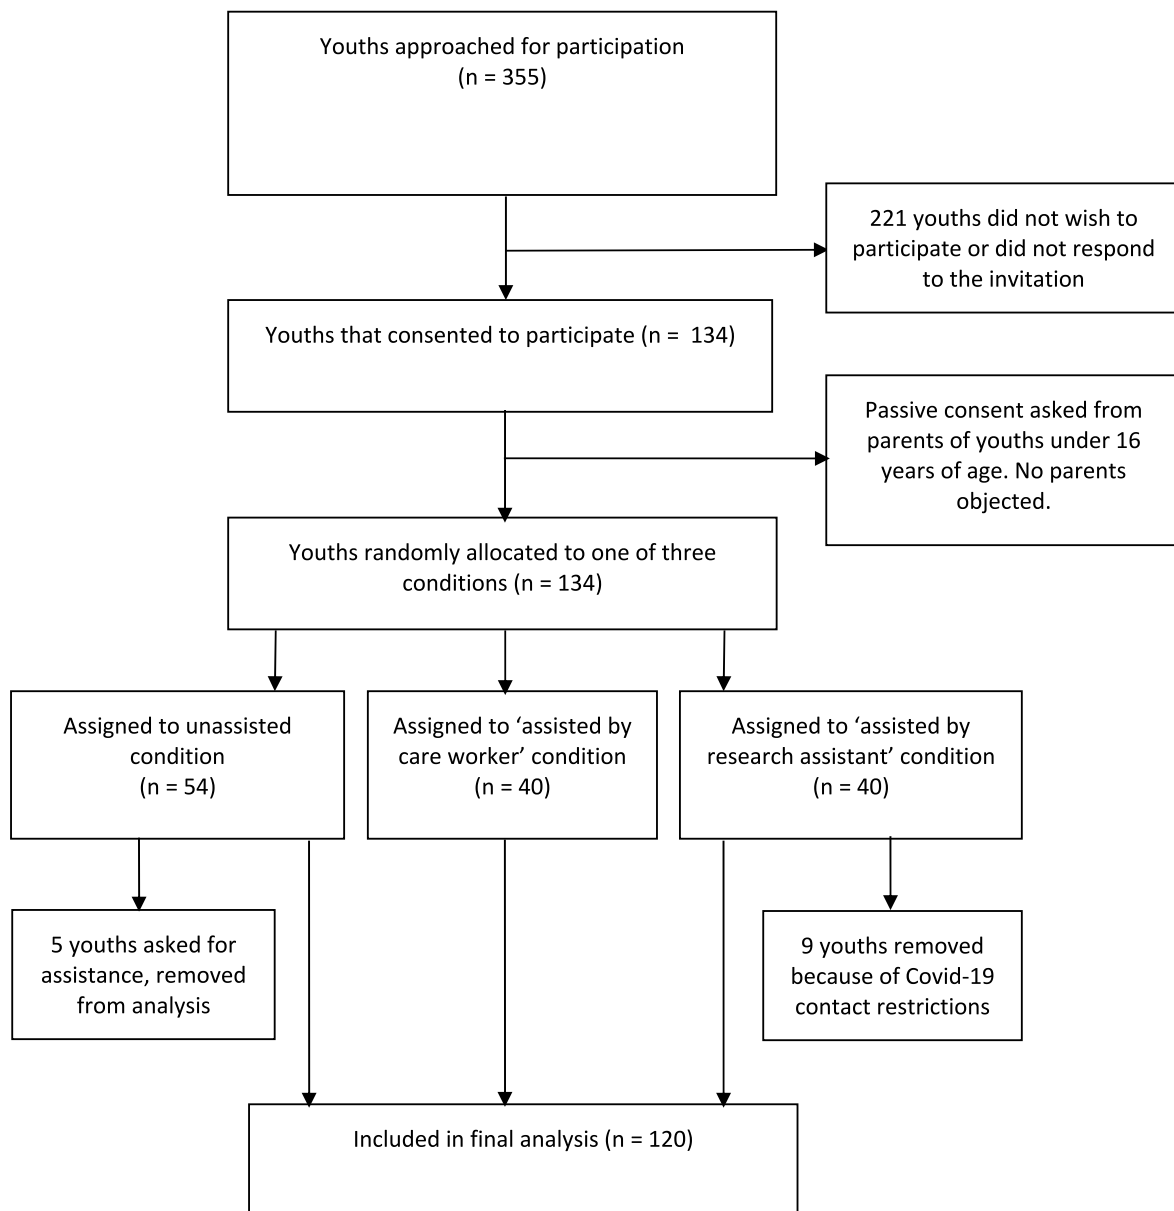 Youths approached for participation
(n = 355)
221 youths did not wish to
participate or did not respond
to the invitation
Youths that consented to participate (n =  134)
Passive consent asked from
parents of youths under 16
years of age. No parents
objected.
Youths randomly allocated to one of three
conditions (n = 134)
Assigned to unassisted
condition
(n = 54)
Assigned to ‘assisted by
care worker’ condition
(n = 40)
Assigned to ‘assisted by
research assistant’ condition
(n = 40)
5 youths asked for
assistance, removed
from analysis
9 youths removed
because of Covid-19
contact restrictions
Included in final analysis (n = 120)